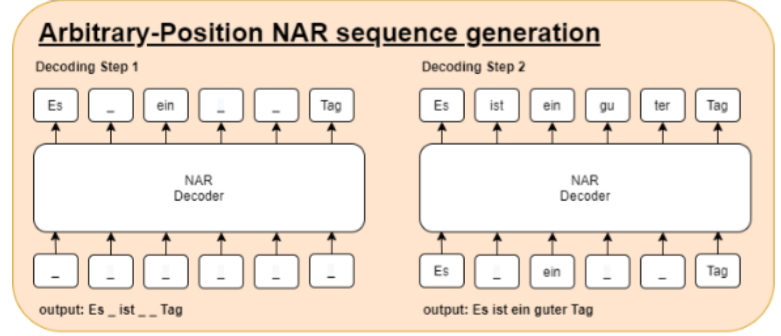 Arbitrary-Position NAR sequence generation
Decoding Step 1
Es _ ein _ _ Tag
NAR
Decoder
_ _ _ _ _ _
output: Es _ ist _ _ Tag
Decoding Step 2
Es ist ein gu ter Tag
NAR
Decoder
Es _ ein _ _ Tag
output: Es ist ein guter Tag